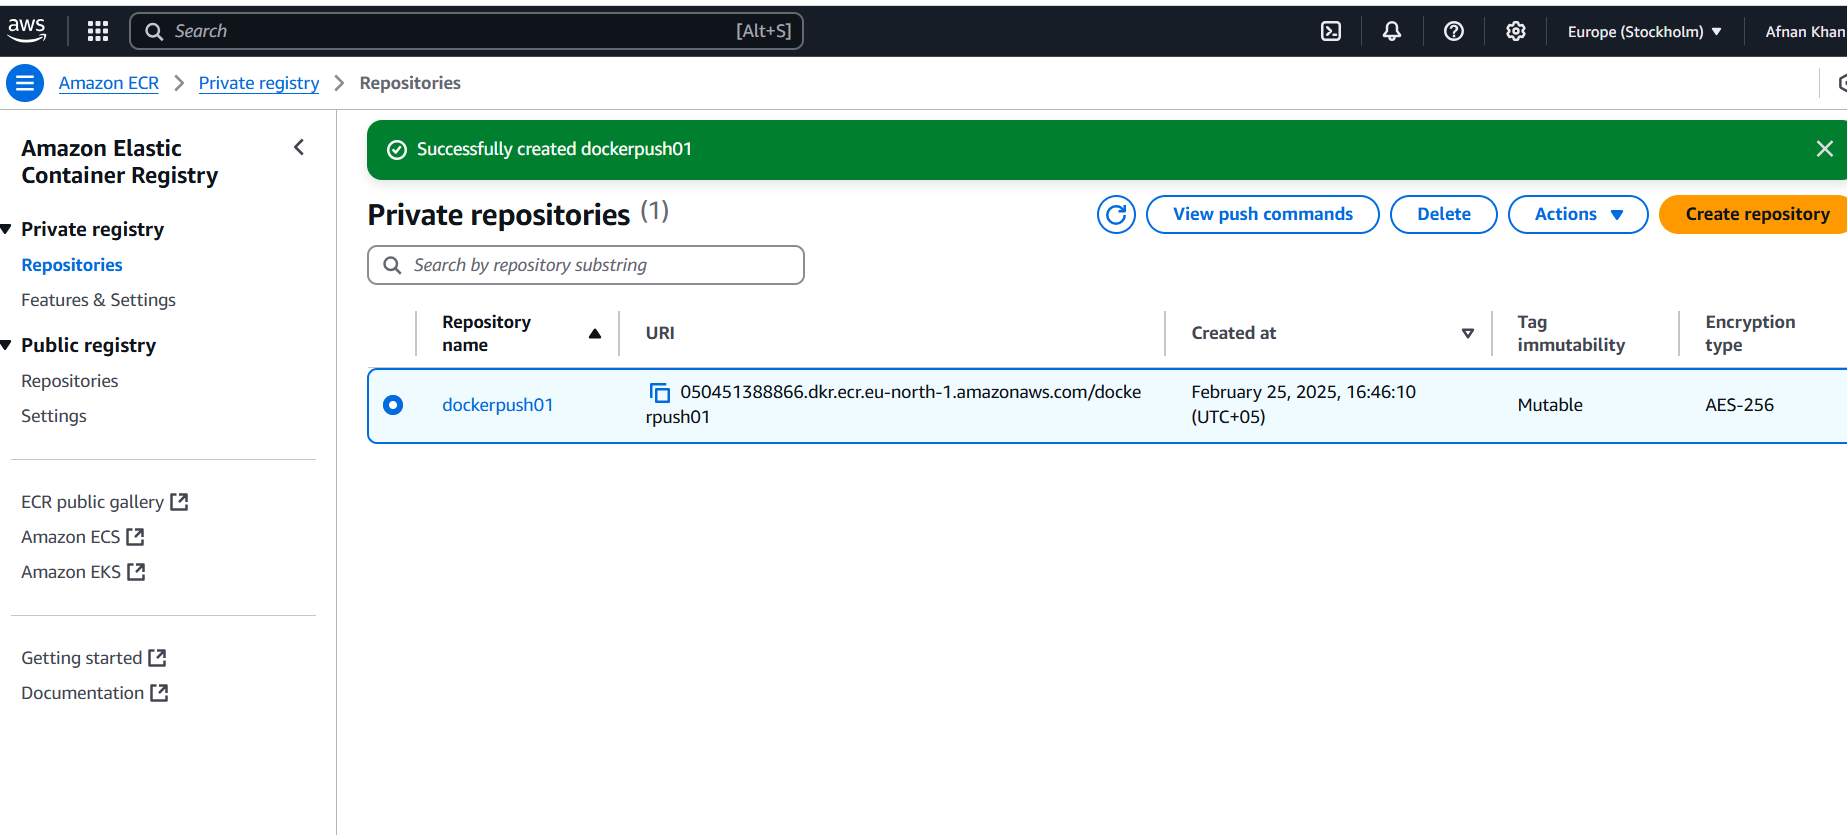 aws
Search [Alt+S]
Europe (Stockholm) Afnan Khan
Amazon ECR Private registry Repositories
Amazon Elastic
Container Registry
Private registry
Repositories
Features & Settings
Public registry
Repositories
Settings
ECR public gallery
Amazon ECS
Amazon EKS
Getting started
Documentation
Successfully created dockerpush01
Private repositories (1)
View push commands Delete Actions Create repository
Search by repository substring
Repository
name
URI
Created at
Tag
immutability
Encryption
type
dockerpush01
050451388866.dkr.ecr.eu-north-1.amazonaws.com/docke
rpush01
February 25, 2025, 16:46:10
(UTC+05)
Mutable
AES-256